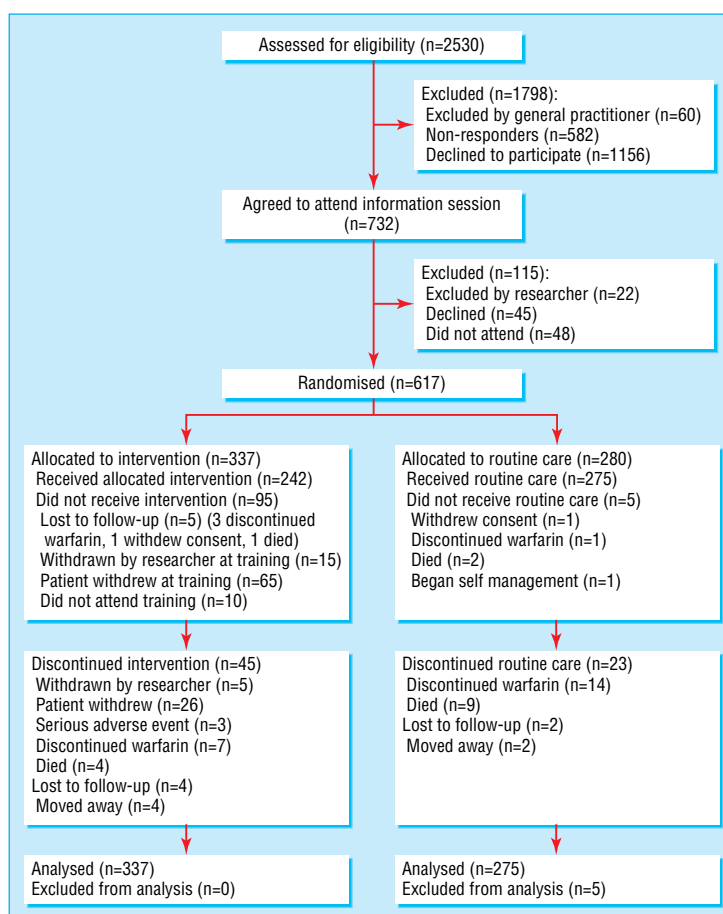 Assessed for eligibility (n=2530)
Excluded (n=1798):
Excluded by general practitioner (n=60)
Non-responders (n=582)
Declined to participate (n=1156)
Agreed to attend information session
(n=732)
Excluded (n=115):
Excluded by researcher (n=22)
Declined (n=45)
Did not attend (n=48)
Randomised (n=617)
Allocated to intervention (n=337)
Received allocated intervention (n=242)
Did not receive intervention (n=95)
Lost to follow-up (n=5) (3 discontinued
warfarin, 1 withdew consent, 1 died)
Withdrawn by researcher at training (n=15)
Patient withdrew at training (n=65)
Did not attend training (n=10)
Allocated to routine care (n=280)
Received routine care (n=275)
Did not receive routine care (n=5)
Withdrew consent (n=1)
Discontinued warfarin (n=1)
Died (n=2)
Began self management (n=1)
Discontinued intervention (n=45)
Withdrawn by researcher (n=5)
Patient withdrew (n=26)
Serious adverse event (n=3)
Discontinued warfarin (n=7)
Died (n=4)
Lost to follow-up (n=4)
Moved away (n=4)
Discontinued routine care (n=23)
Discontinued warfarin (n=14)
Died (n=9)
Lost to follow-up (n=2)
Moved away (n=2)
Analysed (n=337)
Excluded from analysis (n=0)
Analysed (n=275)
Excluded from analysis (n=5)